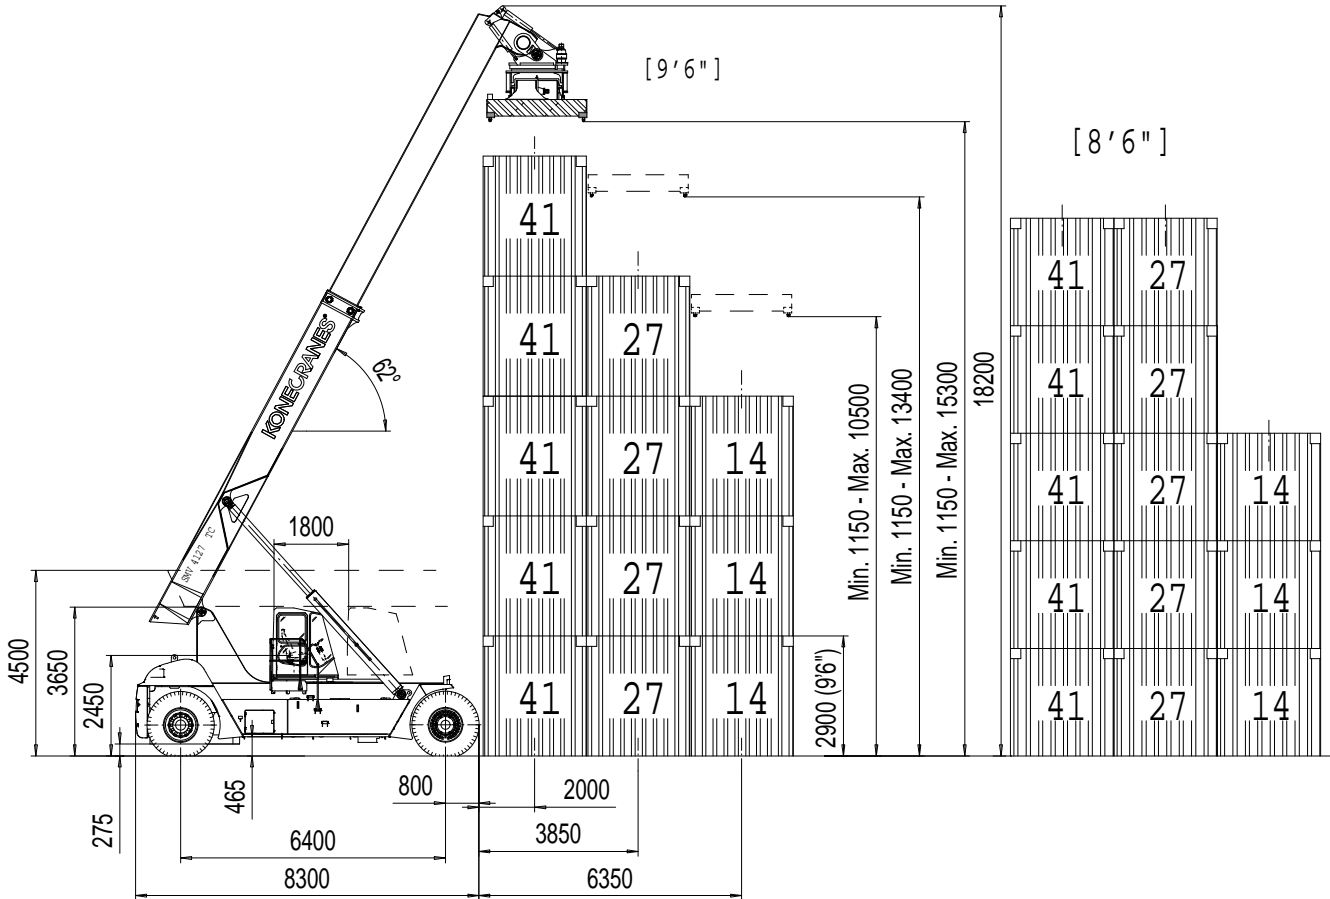 [9'6"]
[8'6"]
41
41 27
41 27 14
41 27 14
41 27 14
41 27
41 27
41 27 14
41 27 14
41 27 14
KONECRANES®
SMV 4127 TC
62°
1800
4500
3650
2450
275
465
800
2000
6400
3850
8300
6350
2900 (9'6")
Min. 1150 - Max. 10500
Min. 1150 - Max. 13400
Min. 1150 - Max. 15300
18200